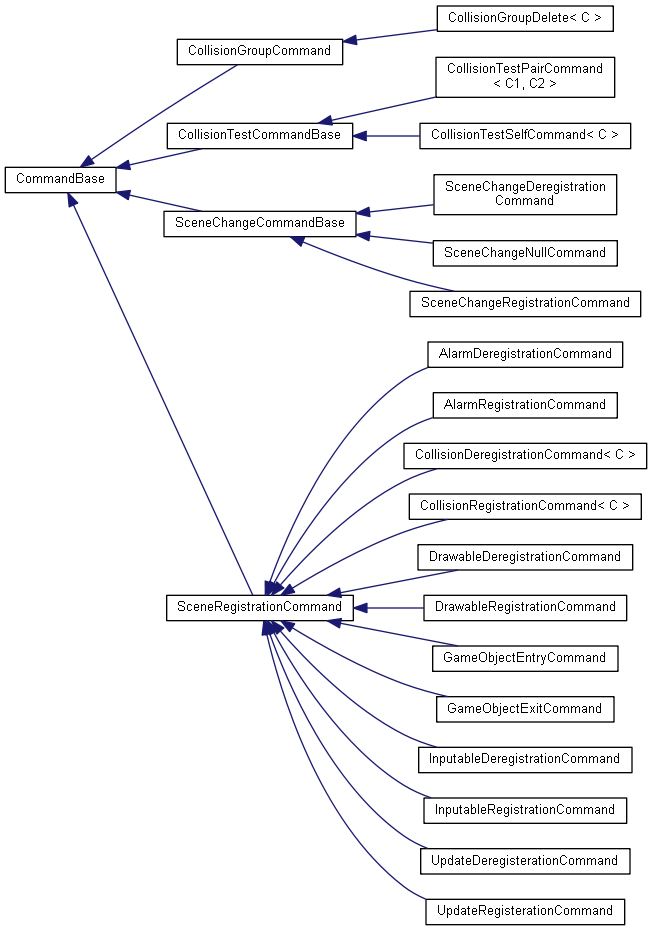 CollisionGroupDelete< C >
CollisionGroupCommand
CollisionTestPairCommand
< C1, C2 >
CollisionTestCommandBase
CollisionTestSelfCommand< C >
CommandBase
SceneChangeDeregistration
Command
SceneChangeCommandBase
SceneChangeNullCommand
SceneChangeRegistrationCommand
AlarmDeregistrationCommand
AlarmRegistrationCommand
CollisionDeregistrationCommand< C >
CollisionRegistrationCommand< C >
DrawableDeregistrationCommand
SceneRegistrationCommand
DrawableRegistrationCommand
GameObjectEntryCommand
GameObjectExitCommand
InputableDeregistrationCommand
InputableRegistrationCommand
UpdateDeregisterationCommand
UpdateRegisterationCommand